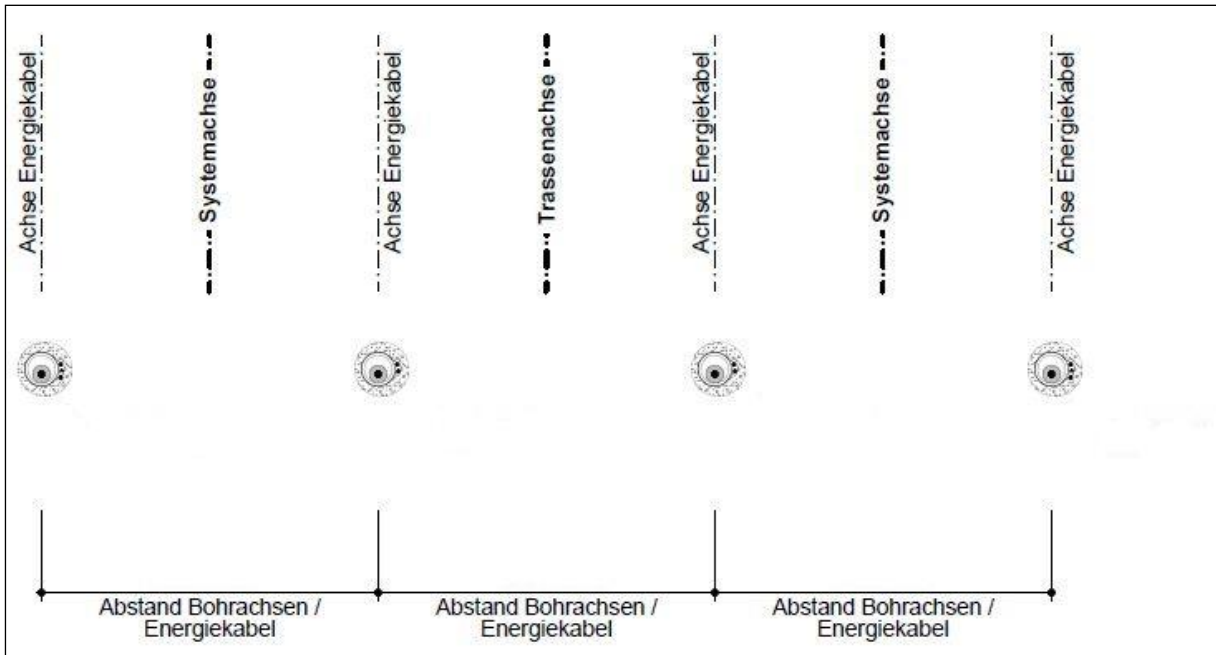 Achse Energiekabel
Systemachse
Achse Energiekabel
Trassenachse
Achse Energiekabel
Systemachse
Achse Energiekabel
Abstand Bohrachsen /
Energiekabel
Abstand Bohrachsen /
Energiekabel
Abstand Bohrachsen /
Energiekabel